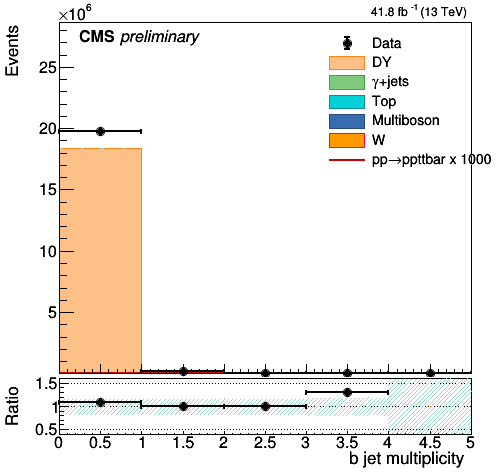 ×10⁶
41.8 fb⁻¹ (13 TeV)
CMS preliminary
Events
25
20
15
10
5
Data
DY
γ+jets
Top
Multiboson
W
pp→ppttbar x 1000
Ratio
1.5
1
0.5
0 0.5 1 1.5 2 2.5 3 3.5 4 4.5 5
b jet multiplicity